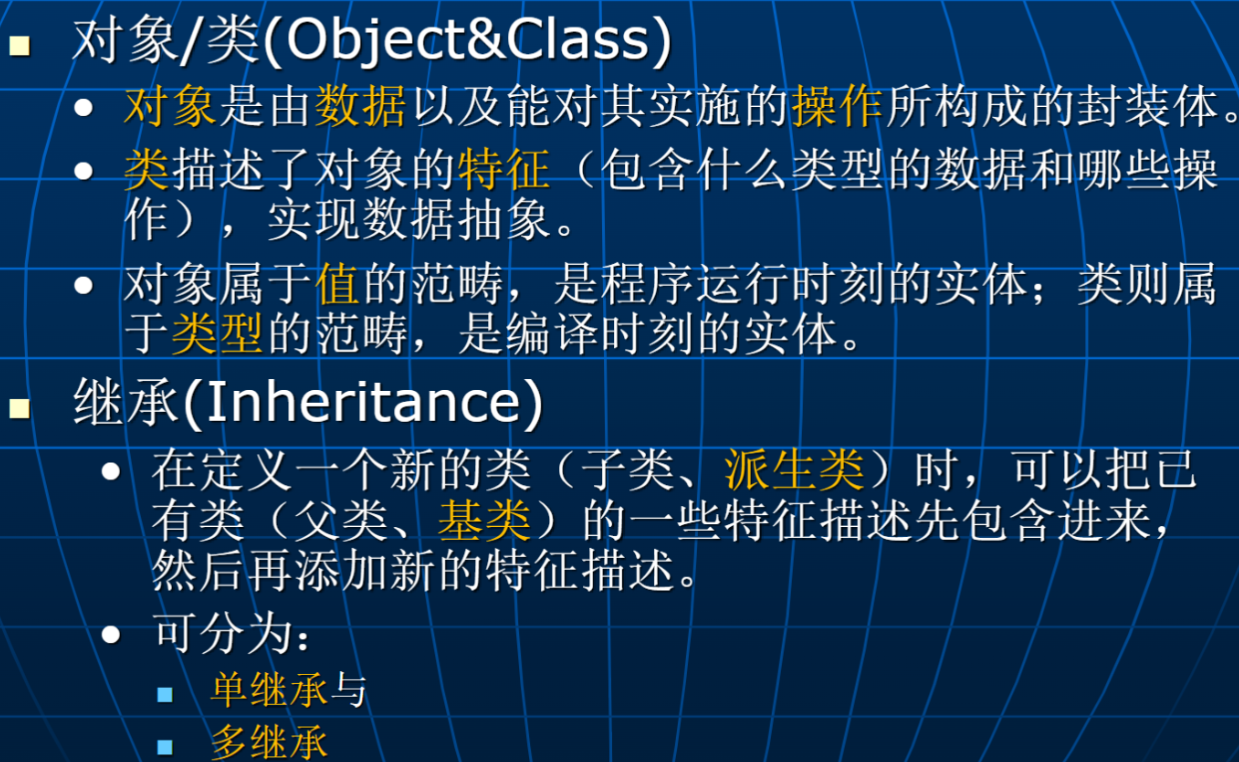 对象/类(Object&Class)
对象是由数据以及能对其实施的操作所构成的封装体。
类描述了对象的特征（包含什么类型的数据和哪些操
作），实现数据抽象。
对象属于值的范畴，是程序运行时刻的实体；类则属
于类型的范畴，是编译时刻的实体。
继承(Inheritance)
在定义一个新的类（子类、派生类）时，可以把已
有类（父类、基类）的一些特征描述先包含进来，
然后再添加新的特征描述。
可分为：
单继承与
多继承